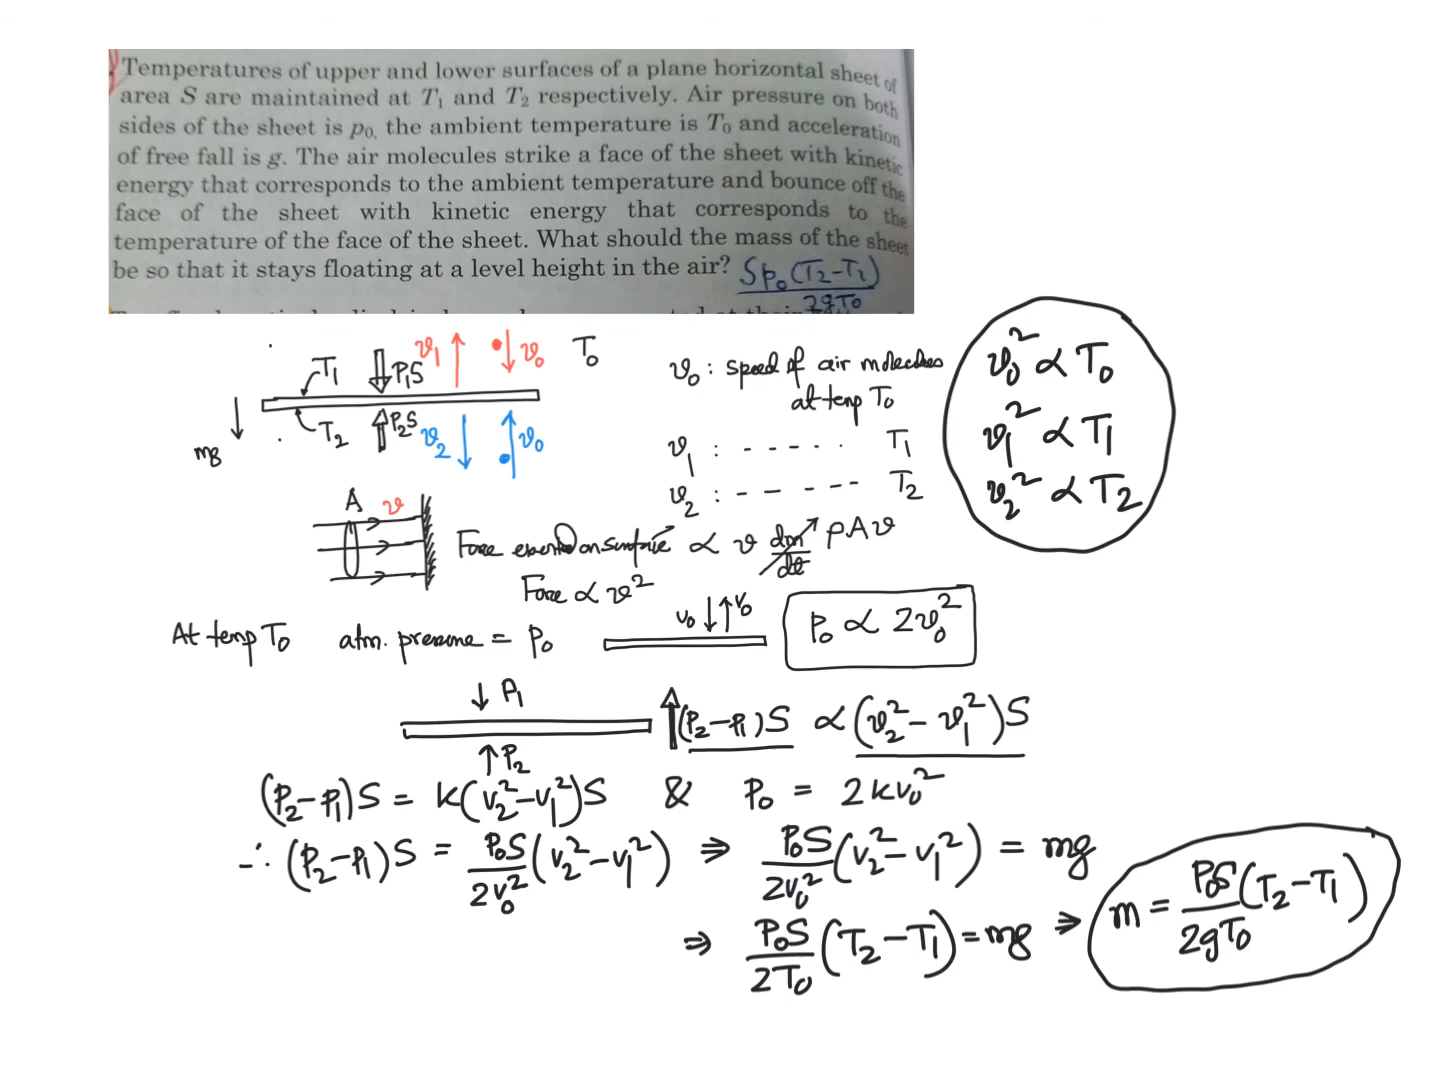 Temperatures of upper and lower surfaces of a plane horizontal sheet of
area S are maintained at T₁ and T₂ respectively. Air pressure on both
sides of the sheet is p₀, the ambient temperature is T₀ and acceleration
of free fall is g. The air molecules strike a face of the sheet with kinetic
energy that corresponds to the ambient temperature and bounce off the
face of the sheet with kinetic energy that corresponds to the
temperature of the face of the sheet. What should the mass of the sheet
be so that it stays floating at a level height in the air? Sp₀(T₂-T₁)/2gT₀
T₁ P₁S v₁ v₀ T₀
mg T₂ P₂S v₂ v₀
v₀ : speed of air molecules
at temp T₀
v₁ : - - - - - T₁
v₂ : - - - - - T₂
v₀² ∝ T₀
v₁² ∝ T₁
v₂² ∝ T₂
A v
Force exerted on surface ∝ v dm/dt ρAv
Force ∝ v²
At temp T₀ atm. pressure = P₀ v₀ v₀ P₀ ∝ 2v₀²
P₁
(P₂-P₁)S ∝ (v₂² - v₁²)S
P₂
(P₂-P₁)S = K(v₂²-v₁²)S & P₀ = 2Kv₀²
∴ (P₂-P₁)S = P₀S/2v₀² (v₂²-v₁²) ⇒ P₀S/2v₀² (v₂²-v₁²) = mg
⇒ P₀S/2T₀ (T₂-T₁) = mg ⇒ m = P₀S(T₂-T₁)/2gT₀